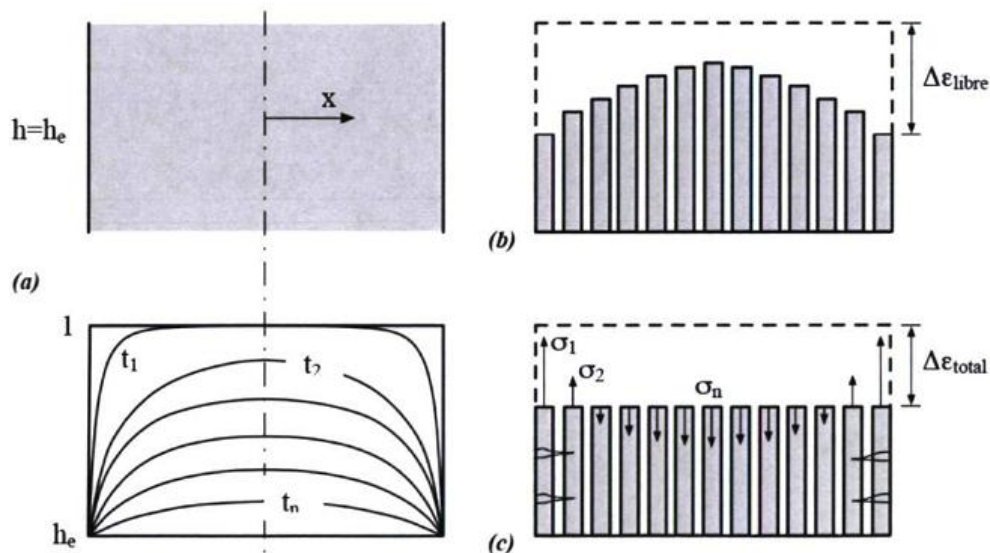 h=hₑ
x
(a)
Δεlibre
(b)
1
t₁
t₂
tₙ
hₑ
σ₁
σ₂
σₙ
Δεtotal
(c)